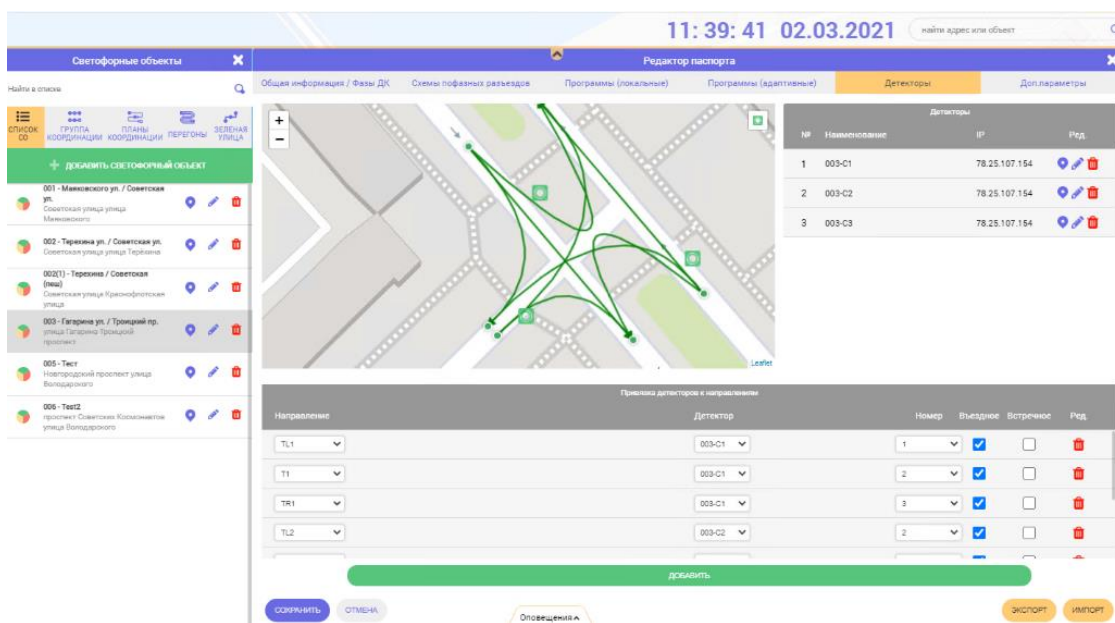 11: 39: 41 02.03.2021
найти адрес или объект
Светофорные объекты
Редактор паспорта
Найти в списке
Общая информация / Фазы ДК
Схемы пофазных разъездов
Программы (локальные)
Программы (адаптивные)
Детекторы
Доп.параметры
СПИСОК СО
ГРУППА КООРДИНАЦИИ
ПЛАНЫ КООРДИНАЦИИ
ПЕРЕГОНЫ
ЗЕЛЕНАЯ УЛИЦА
+ ДОБАВИТЬ СВЕТОФОРНЫЙ ОБЪЕКТ
001 - Маяковского ул. / Советская
ул.
Советская улица улица
Маяковского
002 - Терехина ул. / Советская ул.
Советская улица улица Терёхина
002(1) - Терехина / Советская
(пеш)
Советская улица Краснофлотская
улица
003 - Гагарина ул. / Троицкий пр.
улица Гагарина Троицкий
проспект
005 - Тест
Новгородский проспект улица
Володарского
006 - Test2
проспект Советских Космонавтов
улица Володарского
+
−
Leaflet
Детекторы
№ Наименование IP Ред.
1 003-C1 78.25.107.154
2 003-C2 78.25.107.154
3 003-C3 78.25.107.154
Привязка детекторов к направлениям
Направление Детектор Номер Въездное Встречное Ред.
TL1 003-C1 1
T1 003-C1 2
TR1 003-C1 3
TL2 003-C2 2
ДОБАВИТЬ
СОХРАНИТЬ
ОТМЕНА
Оповещения
ЭКСПОРТ
ИМПОРТ